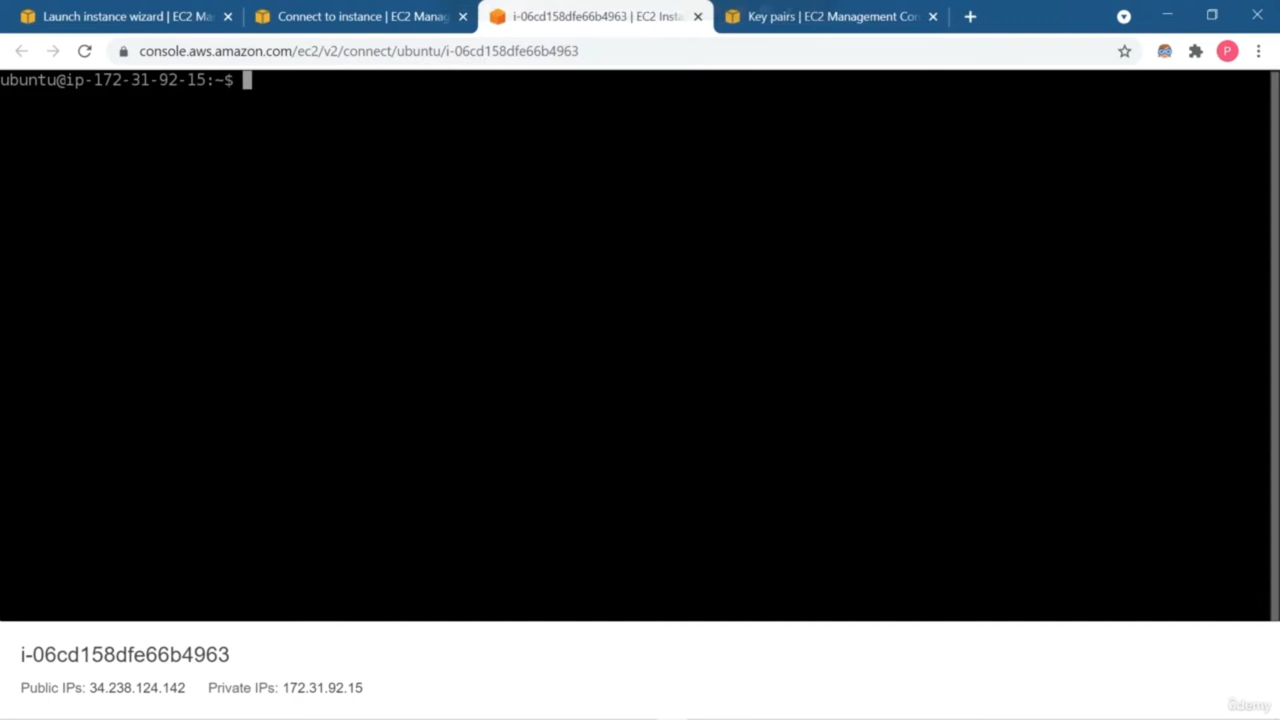 Launch instance wizard | EC2 Ma
Connect to instance | EC2 Manag
i-06cd158dfe66b4963 | EC2 Insta
Key pairs | EC2 Management Con
console.aws.amazon.com/ec2/v2/connect/ubuntu/i-06cd158dfe66b4963
P
ubuntu@ip-172-31-92-15:~$
i-06cd158dfe66b4963
Public IPs: 34.238.124.142 Private IPs: 172.31.92.15
ûdemy